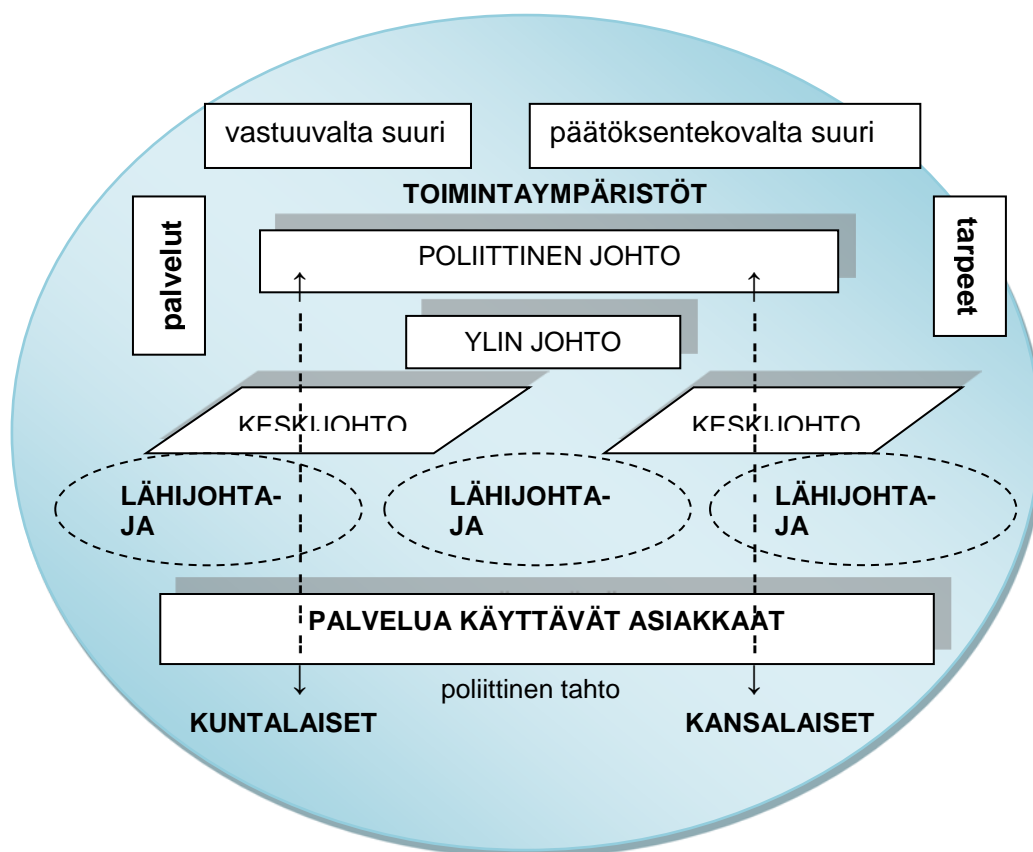 vastuuvalta suuri
päätöksentekovalta suuri
TOIMINTAYMPÄRISTÖT
palvelut
tarpeet
POLIITTINEN JOHTO
YLIN JOHTO
KESKIJOHTO
KESKIJOHTO
LÄHIJOHTA-
JA
LÄHIJOHTA-
JA
LÄHIJOHTA-
JA
PALVELUA KÄYTTÄVÄT ASIAKKAAT
poliittinen tahto
KUNTALAISET
KANSALAISET